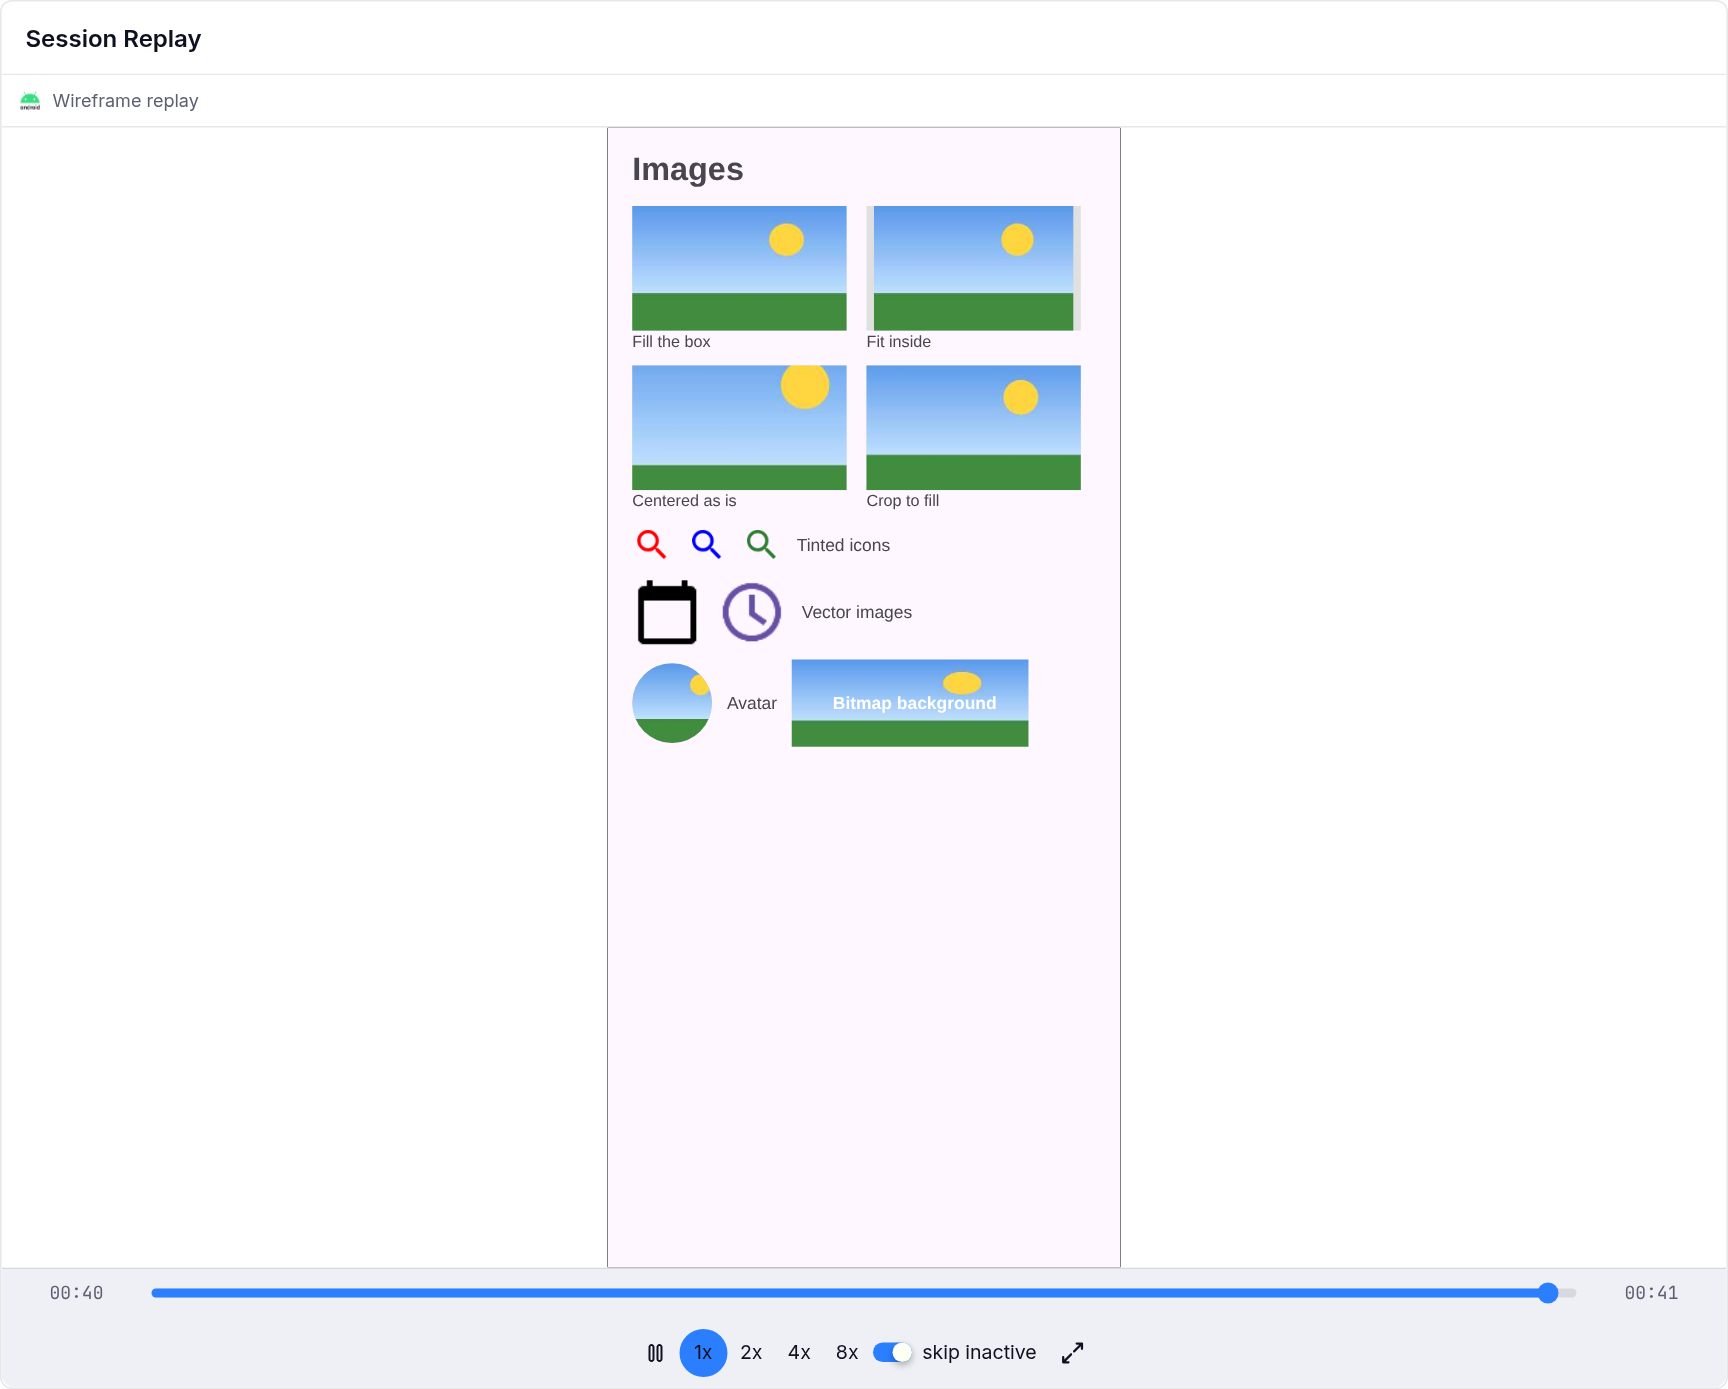 Session Replay
android
Wireframe replay
Images
Fill the box
Fit inside
Centered as is
Crop to fill
Tinted icons
Vector images
Avatar
Bitmap background
00:40
00:41
1x
2x
4x
8x
skip inactive